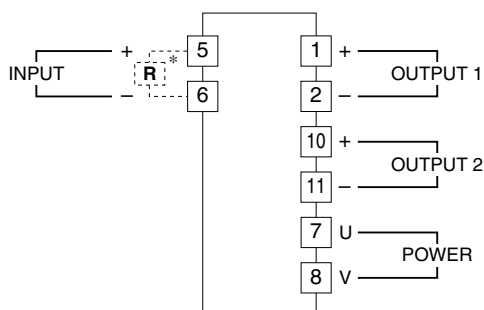 INPUT + R * 5 1 + OUTPUT 1
– 6 2 –
10 + OUTPUT 2
11 –
7 U POWER
8 V